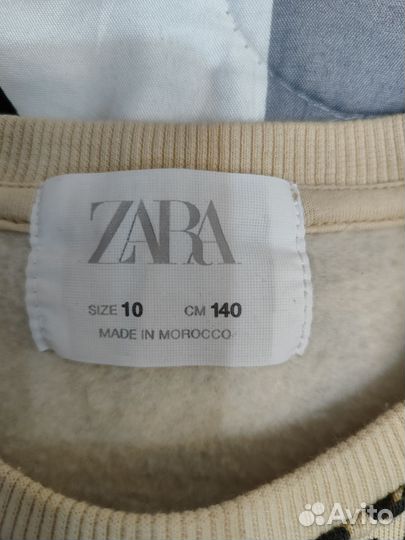 ZARA
SIZE 10 CM 140
MADE IN MOROCCO
Avito